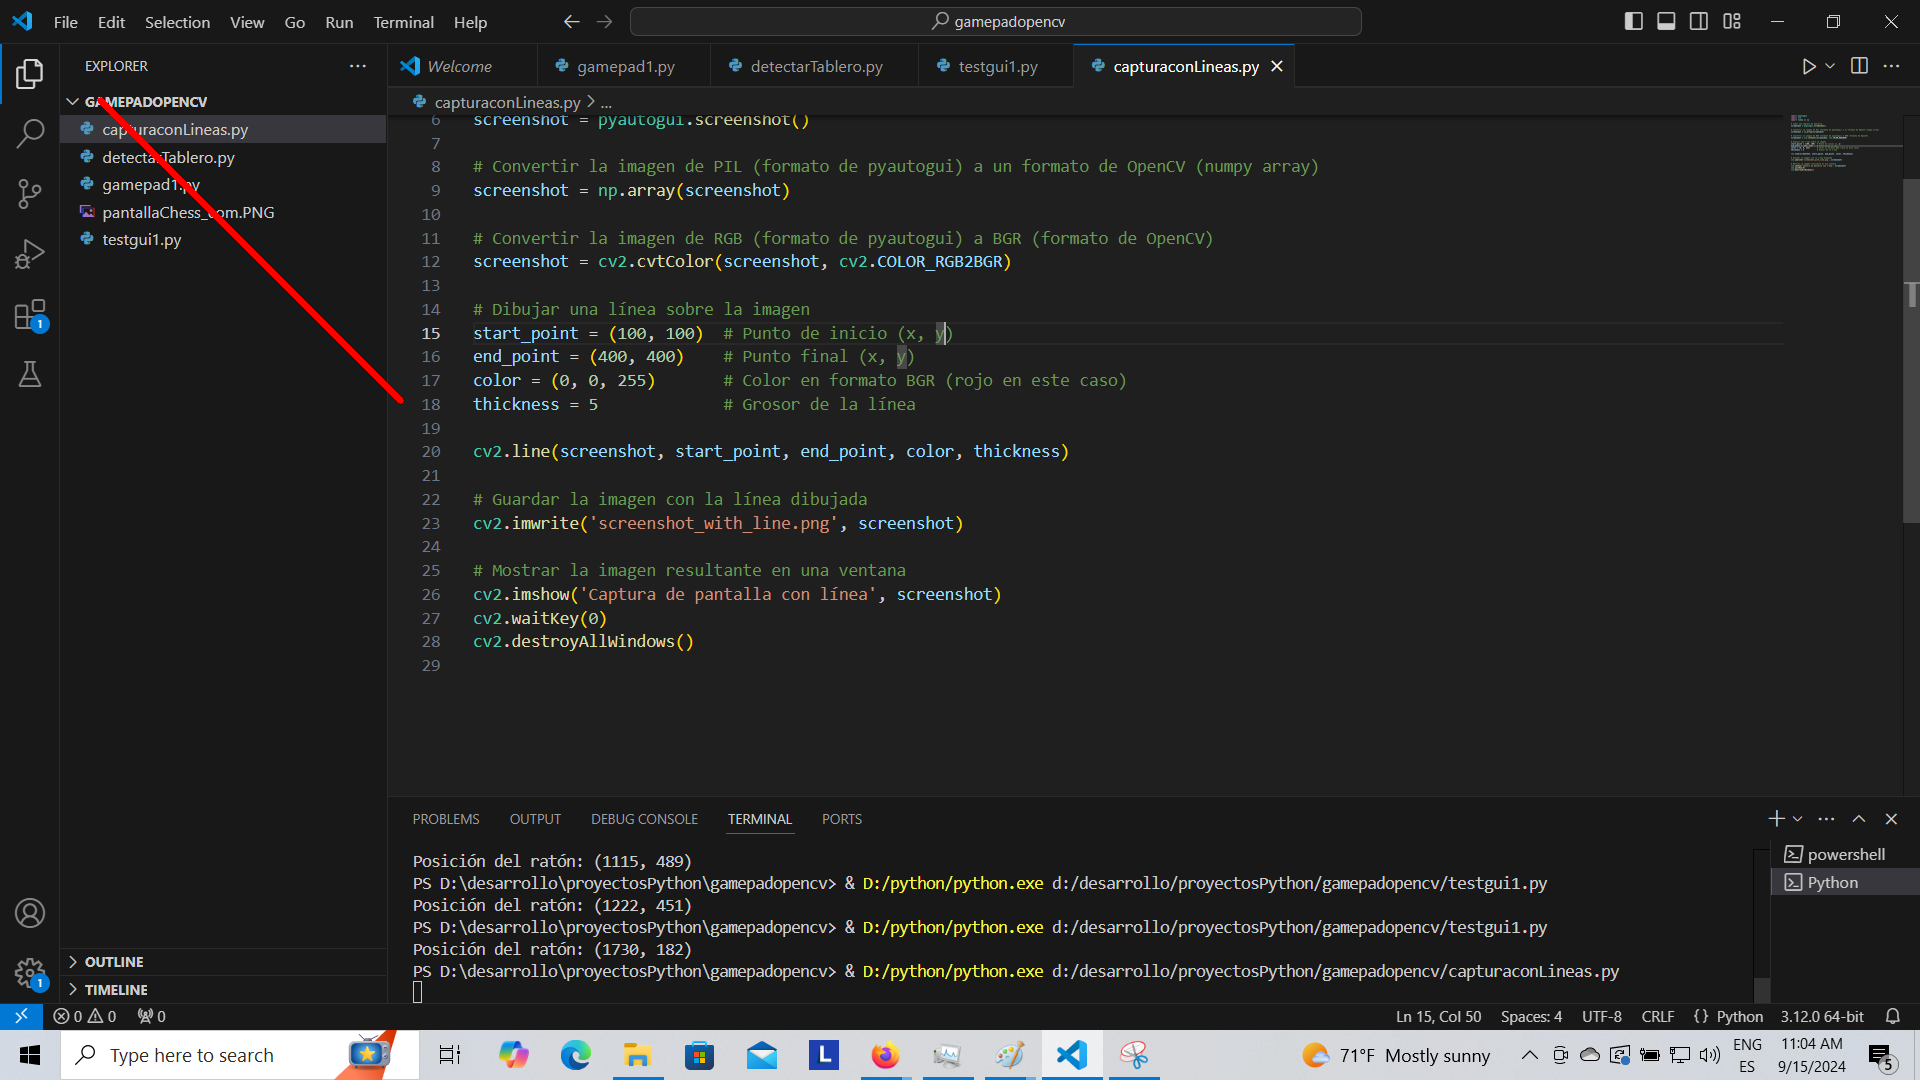 File Edit Selection View Go Run Terminal Help
gamepadopencv
EXPLORER
GAMEPADOPENCV
capturaconLineas.py
detectarTablero.py
gamepad1.py
pantallaChess_com.PNG
testgui1.py
OUTLINE
TIMELINE
Welcome gamepad1.py detectarTablero.py testgui1.py capturaconLineas.py
capturaconLineas.py > ...
6 screenshot = pyautogui.screenshot()
7
8 # Convertir la imagen de PIL (formato de pyautogui) a un formato de OpenCV (numpy array)
9 screenshot = np.array(screenshot)
10
11 # Convertir la imagen de RGB (formato de pyautogui) a BGR (formato de OpenCV)
12 screenshot = cv2.cvtColor(screenshot, cv2.COLOR_RGB2BGR)
13
14 # Dibujar una línea sobre la imagen
15 start_point = (100, 100) # Punto de inicio (x, y)
16 end_point = (400, 400) # Punto final (x, y)
17 color = (0, 0, 255) # Color en formato BGR (rojo en este caso)
18 thickness = 5 # Grosor de la línea
19
20 cv2.line(screenshot, start_point, end_point, color, thickness)
21
22 # Guardar la imagen con la línea dibujada
23 cv2.imwrite('screenshot_with_line.png', screenshot)
24
25 # Mostrar la imagen resultante en una ventana
26 cv2.imshow('Captura de pantalla con línea', screenshot)
27 cv2.waitKey(0)
28 cv2.destroyAllWindows()
29
PROBLEMS OUTPUT DEBUG CONSOLE TERMINAL PORTS
Posición del ratón: (1115, 489)
PS D:\desarrollo\proyectosPython\gamepadopencv> & D:/python/python.exe d:/desarrollo/proyectosPython/gamepadopencv/testgui1.py
Posición del ratón: (1222, 451)
PS D:\desarrollo\proyectosPython\gamepadopencv> & D:/python/python.exe d:/desarrollo/proyectosPython/gamepadopencv/testgui1.py
Posición del ratón: (1730, 182)
PS D:\desarrollo\proyectosPython\gamepadopencv> & D:/python/python.exe d:/desarrollo/proyectosPython/gamepadopencv/capturaconLineas.py
powershell
Python
1
1
0 0 0 Ln 15, Col 50 Spaces: 4 UTF-8 CRLF {} Python 3.12.0 64-bit
Type here to search L 71°F Mostly sunny
ENG
ES
11:04 AM
9/15/2024
5